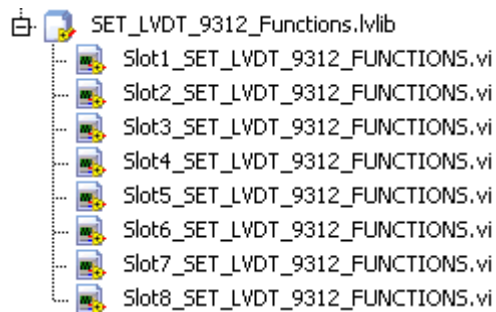 SET_LVDT_9312_Functions.lvlib
Slot1_SET_LVDT_9312_FUNCTIONS.vi
Slot2_SET_LVDT_9312_FUNCTIONS.vi
Slot3_SET_LVDT_9312_FUNCTIONS.vi
Slot4_SET_LVDT_9312_FUNCTIONS.vi
Slot5_SET_LVDT_9312_FUNCTIONS.vi
Slot6_SET_LVDT_9312_FUNCTIONS.vi
Slot7_SET_LVDT_9312_FUNCTIONS.vi
Slot8_SET_LVDT_9312_FUNCTIONS.vi